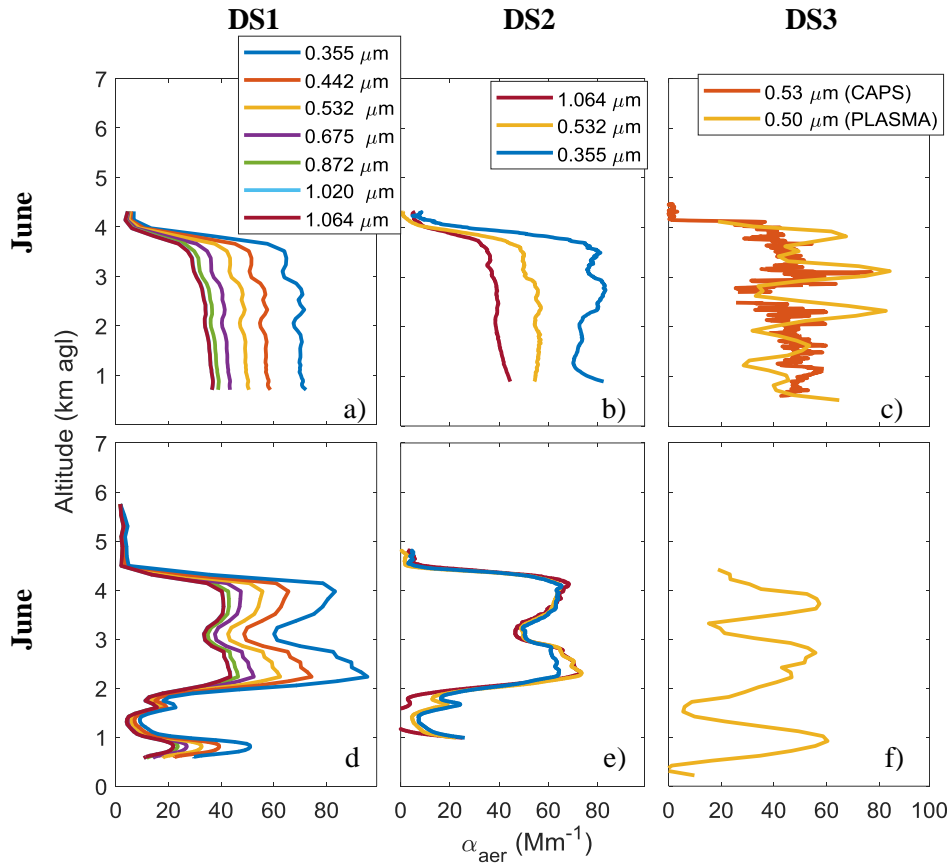 DS1 DS2 DS3
0.355 μm
0.442 μm
0.532 μm
0.675 μm
0.872 μm
1.020 μm
1.064 μm
1.064 μm
0.532 μm
0.355 μm
0.53 μm (CAPS)
0.50 μm (PLASMA)
7
6
5
4
3
2
1
June
a)
b)
c)
Altitude (km agl)
7
6
5
4
3
2
1
0
June
d
e)
f)
0 20 40 60 80
0 20 40 60 80
0 20 40 60 80 100
α_aer (Mm⁻¹)